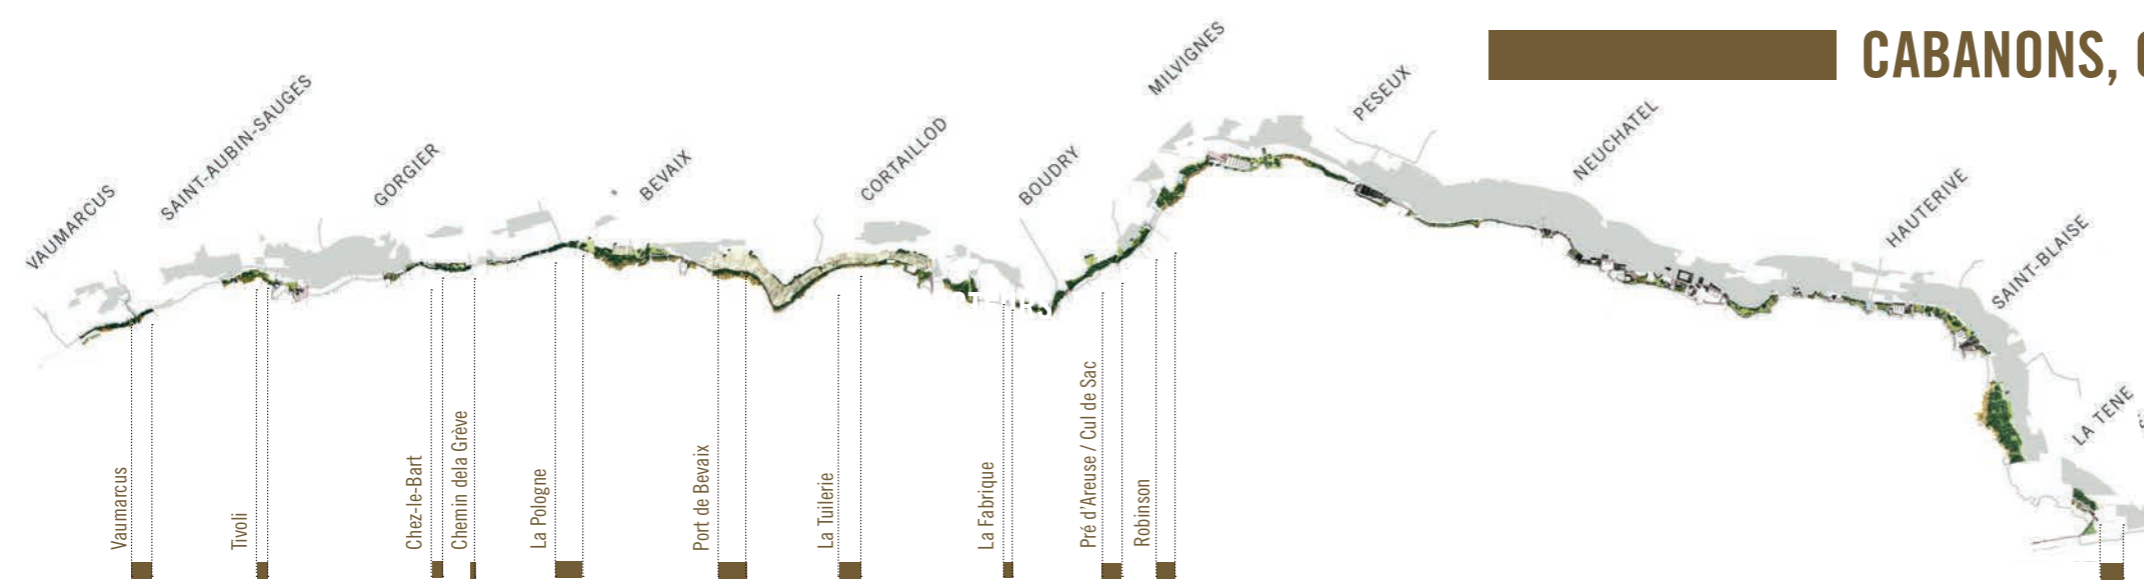 CABANONS,
VAUMARCUS
SAINT-AUBIN-SAUGES
GORGIER
BEVAIX
CORTAILLOD
BOUDRY
MILVIGNES
PESEUX
NEUCHATEL
HAUTERIVE
SAINT-BLAISE
LA TENE
Vaumarcus
Tivoli
Chez-le-Bart
Chemin dela Grève
La Pologne
Port de Bevaix
La Tuilerie
La Fabrique
Pré d'Areuse / Cul de Sac
Robinson